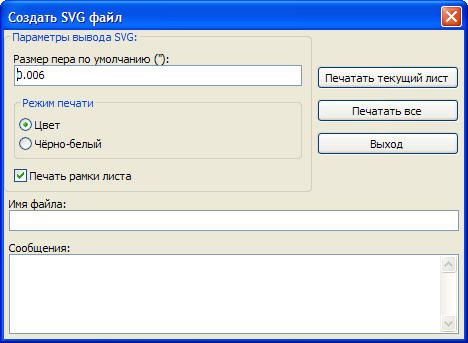 Создать SVG файл
Параметры вывода SVG:
Размер пера по умолчанию ("):
0.006
Режим печати
Цвет
Чёрно-белый
Печать рамки листа
Печатать текущий лист
Печатать все
Выход
Имя файла:
Сообщения: